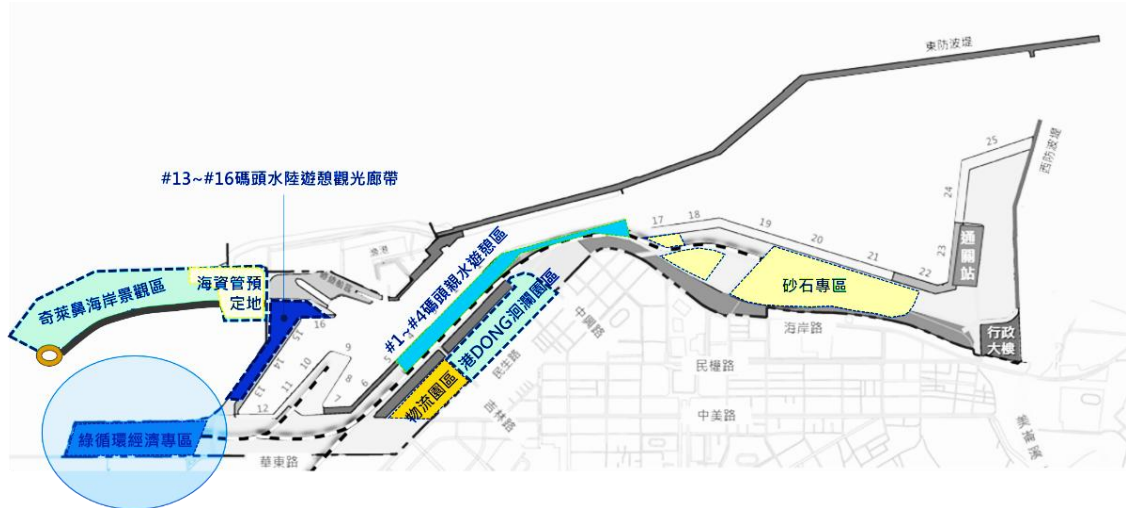 東防波堤
西防波堤
25
24
23
通關站
#13~#16碼頭水陸遊憩觀光廊帶
漁港
17
18
19
20
21
22
#1~#4碼頭親水遊憩區
海資管預
定地
奇萊鼻海岸景觀區
砂石專區
港DONG洄瀾園區
中興路
海岸路
行政
大樓
16
15
14
13
12
11
10
9
8
7
6
5
4
民生路
民權路
物流園區
吉林路
中美路
綠循環經濟專區
華東路